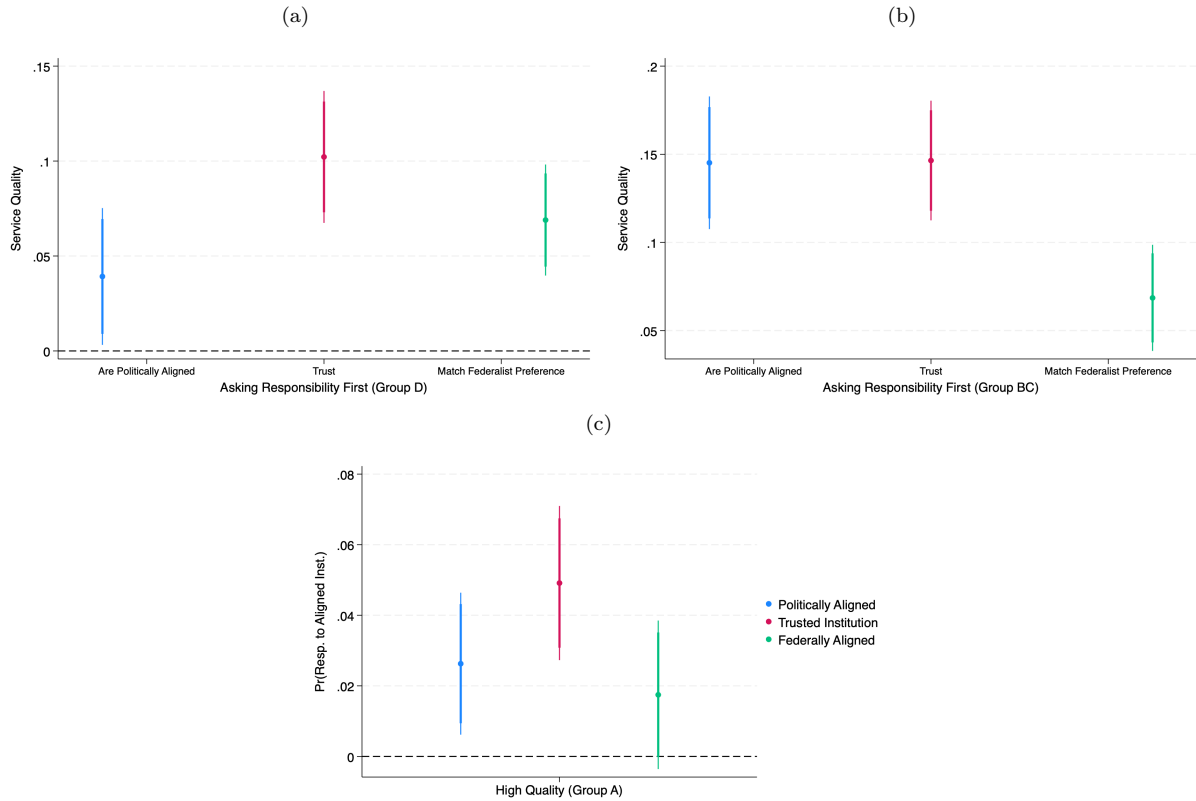 (a)
.15
.1
.05
0
Service Quality
Are Politically Aligned
Trust
Match Federalist Preference
Asking Responsibility First (Group D)
(b)
.2
.15
.1
.05
Service Quality
Are Politically Aligned
Trust
Match Federalist Preference
Asking Responsibility First (Group BC)
(c)
.08
.06
.04
.02
0
Pr(Resp. to Aligned Inst.)
High Quality (Group A)
Politically Aligned
Trusted Institution
Federally Aligned